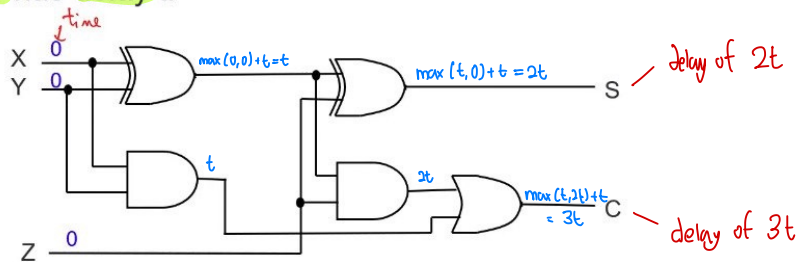 time
X 0
Y 0
max(0,0)+t=t
max(t,0)+t=2t
S
delay of 2t
t
2t
max(t,2t)+t
= 3t
C
delay of 3t
Z 0